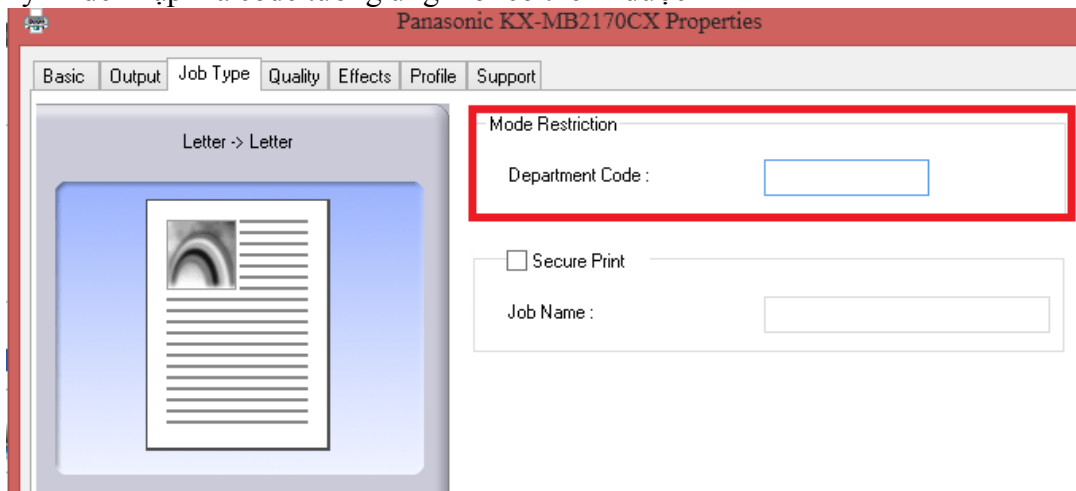 Panasonic KX-MB2170CX Properties
Basic Output Job Type Quality Effects Profile Support
Letter -> Letter
Mode Restriction
Department Code :
Secure Print
Job Name :